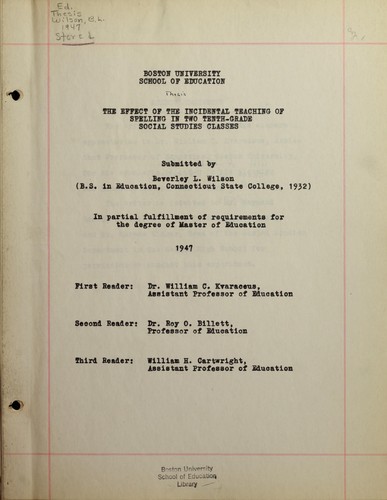 Ed.
Thesis
Wilson, B. L.
1947
Stored
BOSTON UNIVERSITY
SCHOOL OF EDUCATION
Thesis
THE EFFECT OF THE INCIDENTAL TEACHING OF
SPELLING IN TWO TENTH-GRADE
SOCIAL STUDIES CLASSES
Submitted by
Beverley L. Wilson
(B.S. in Education, Connecticut State College, 1932)
In partial fulfillment of requirements for
the degree of Master of Education
1947
First Reader: Dr. William C. Kvaraceus,
Assistant Professor of Education
Second Reader: Dr. Roy O. Billett,
Professor of Education
Third Reader: William H. Cartwright,
Assistant Professor of Education
Boston University
School of Education
Library